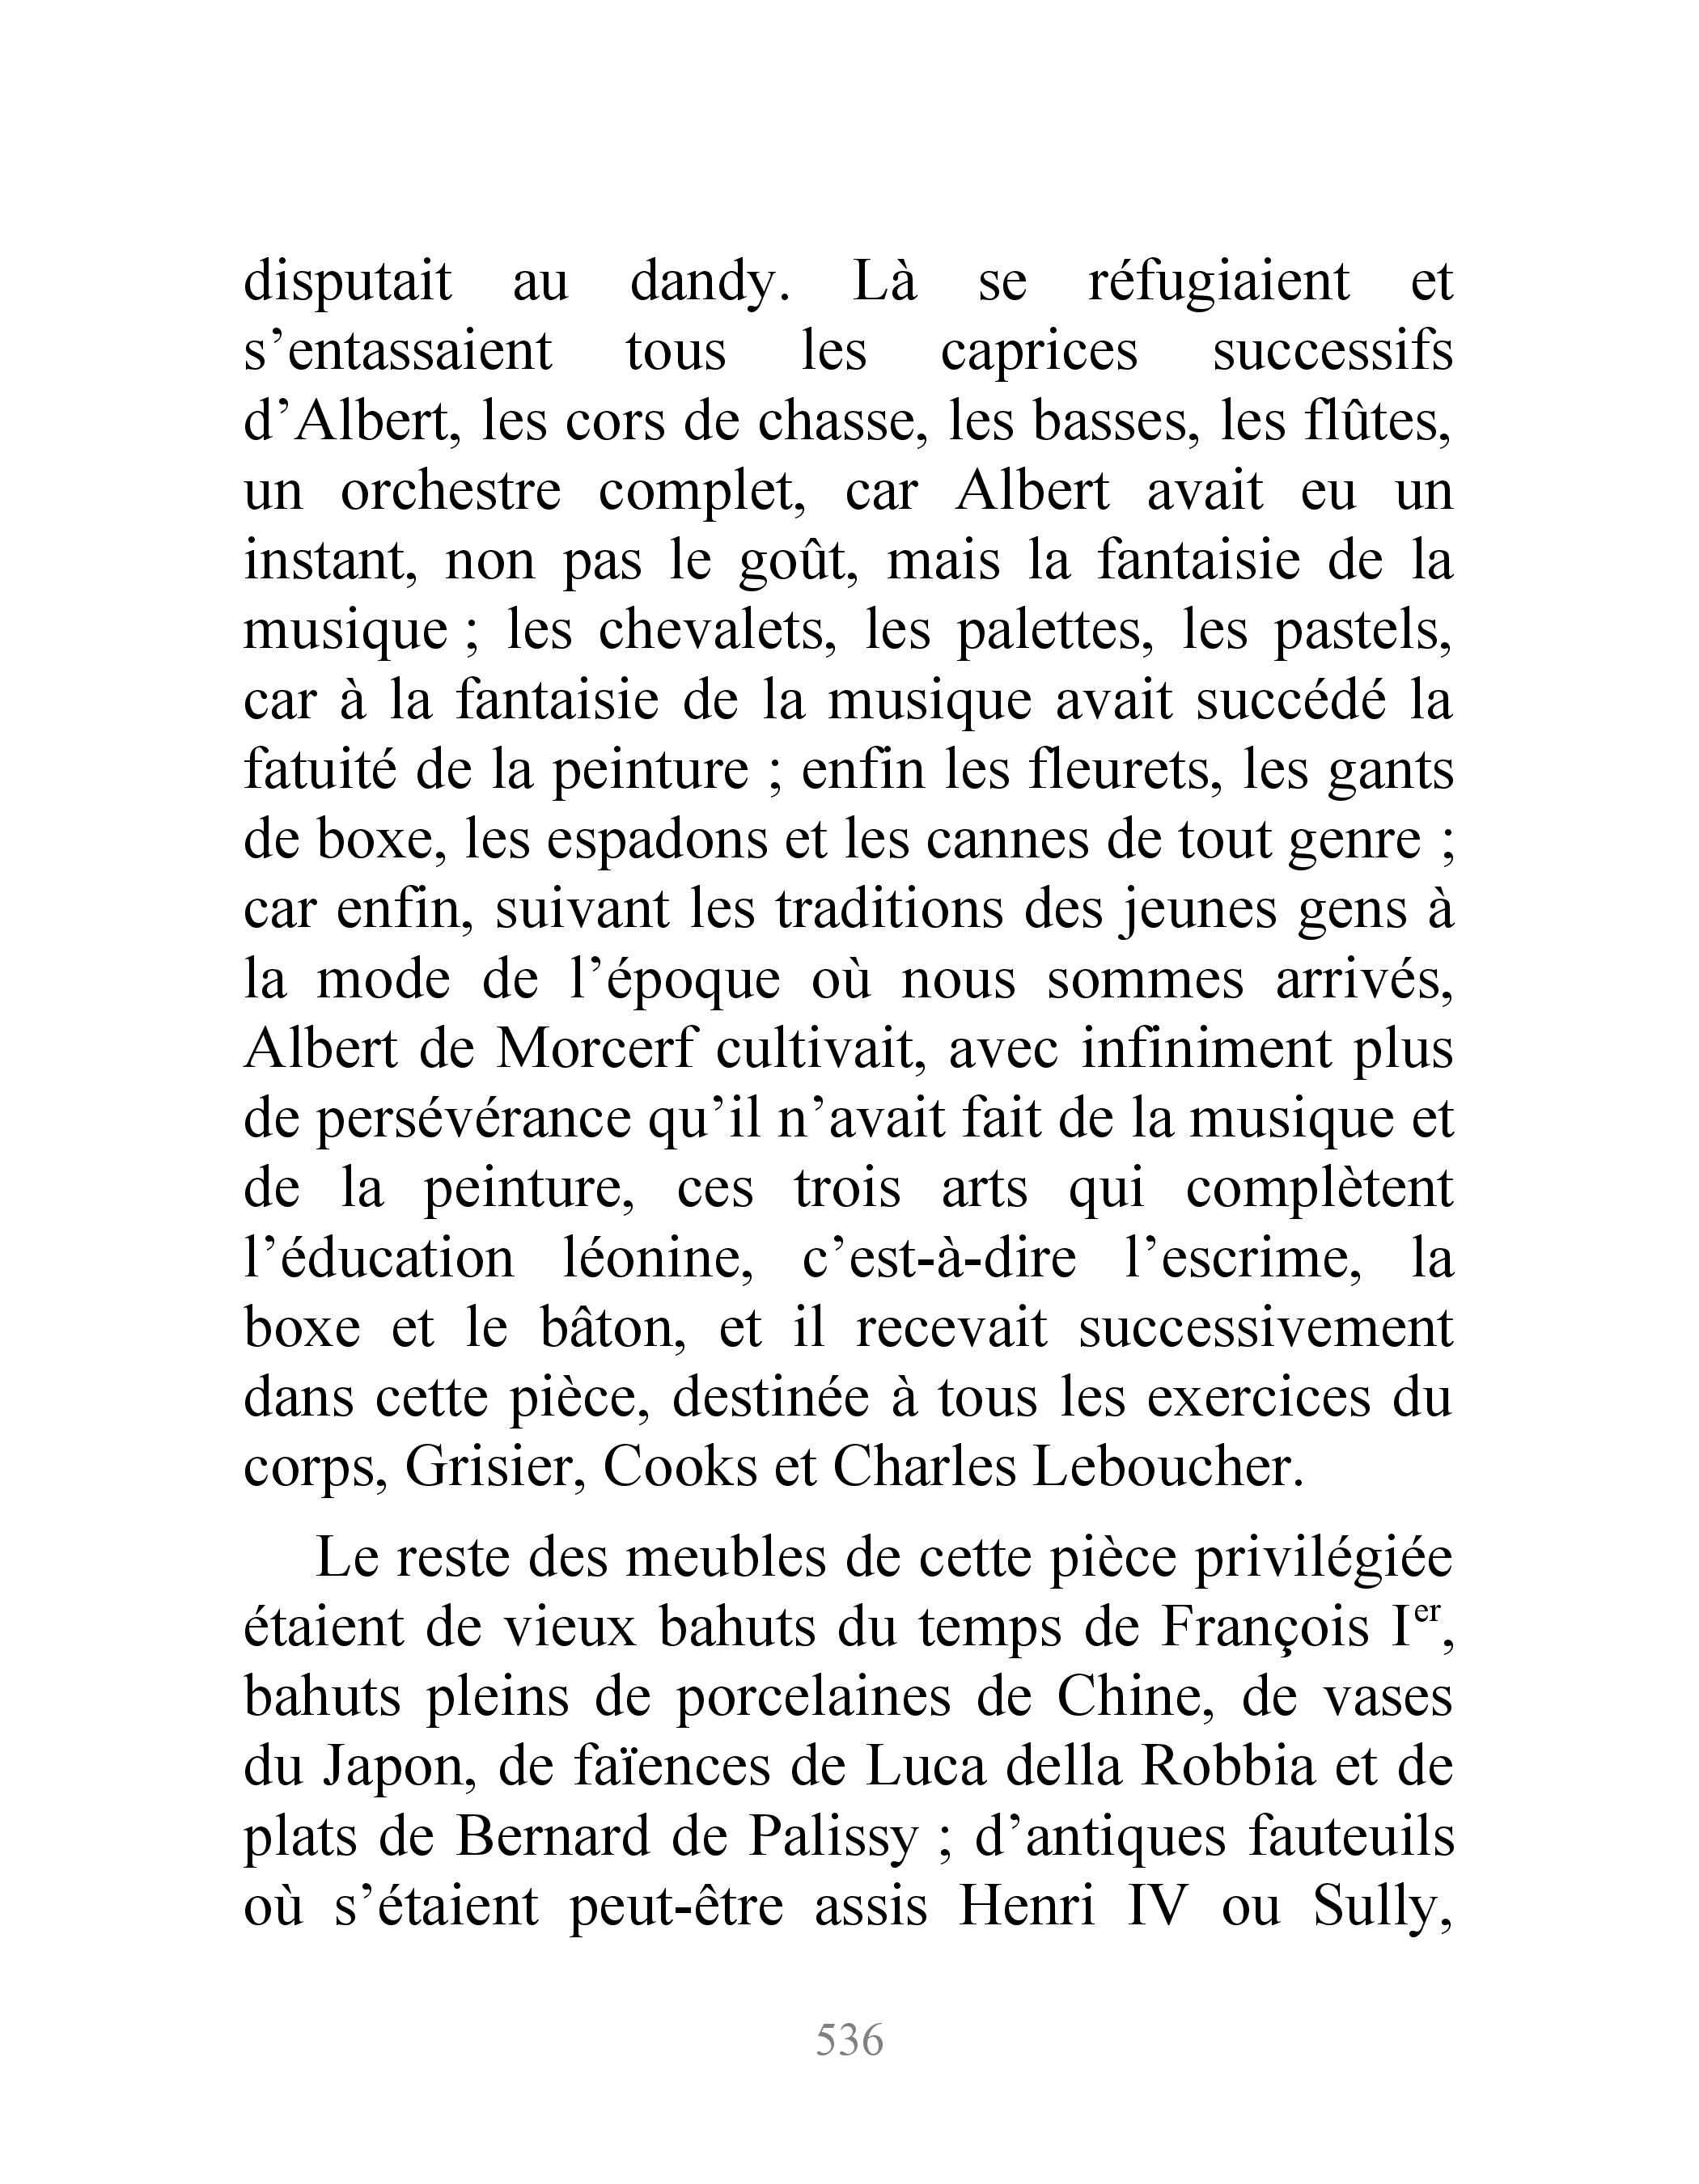 disputait au dandy. Là se réfugiaient et
s’entassaient tous les caprices successifs
d’Albert, les cors de chasse, les basses, les flûtes,
un orchestre complet, car Albert avait eu un
instant, non pas le goût, mais la fantaisie de la
musique ; les chevalets, les palettes, les pastels,
car à la fantaisie de la musique avait succédé la
fatuité de la peinture ; enfin les fleurets, les gants
de boxe, les espadons et les cannes de tout genre ;
car enfin, suivant les traditions des jeunes gens à
la mode de l’époque où nous sommes arrivés,
Albert de Morcerf cultivait, avec infiniment plus
de persévérance qu’il n’avait fait de la musique et
de la peinture, ces trois arts qui complètent
l’éducation léonine, c’est-à-dire l’escrime, la
boxe et le bâton, et il recevait successivement
dans cette pièce, destinée à tous les exercices du
corps, Grisier, Cooks et Charles Leboucher.
Le reste des meubles de cette pièce privilégiée
étaient de vieux bahuts du temps de François Ier,
bahuts pleins de porcelaines de Chine, de vases
du Japon, de faïences de Luca della Robbia et de
plats de Bernard de Palissy ; d’antiques fauteuils
où s’étaient peut-être assis Henri IV ou Sully,
536